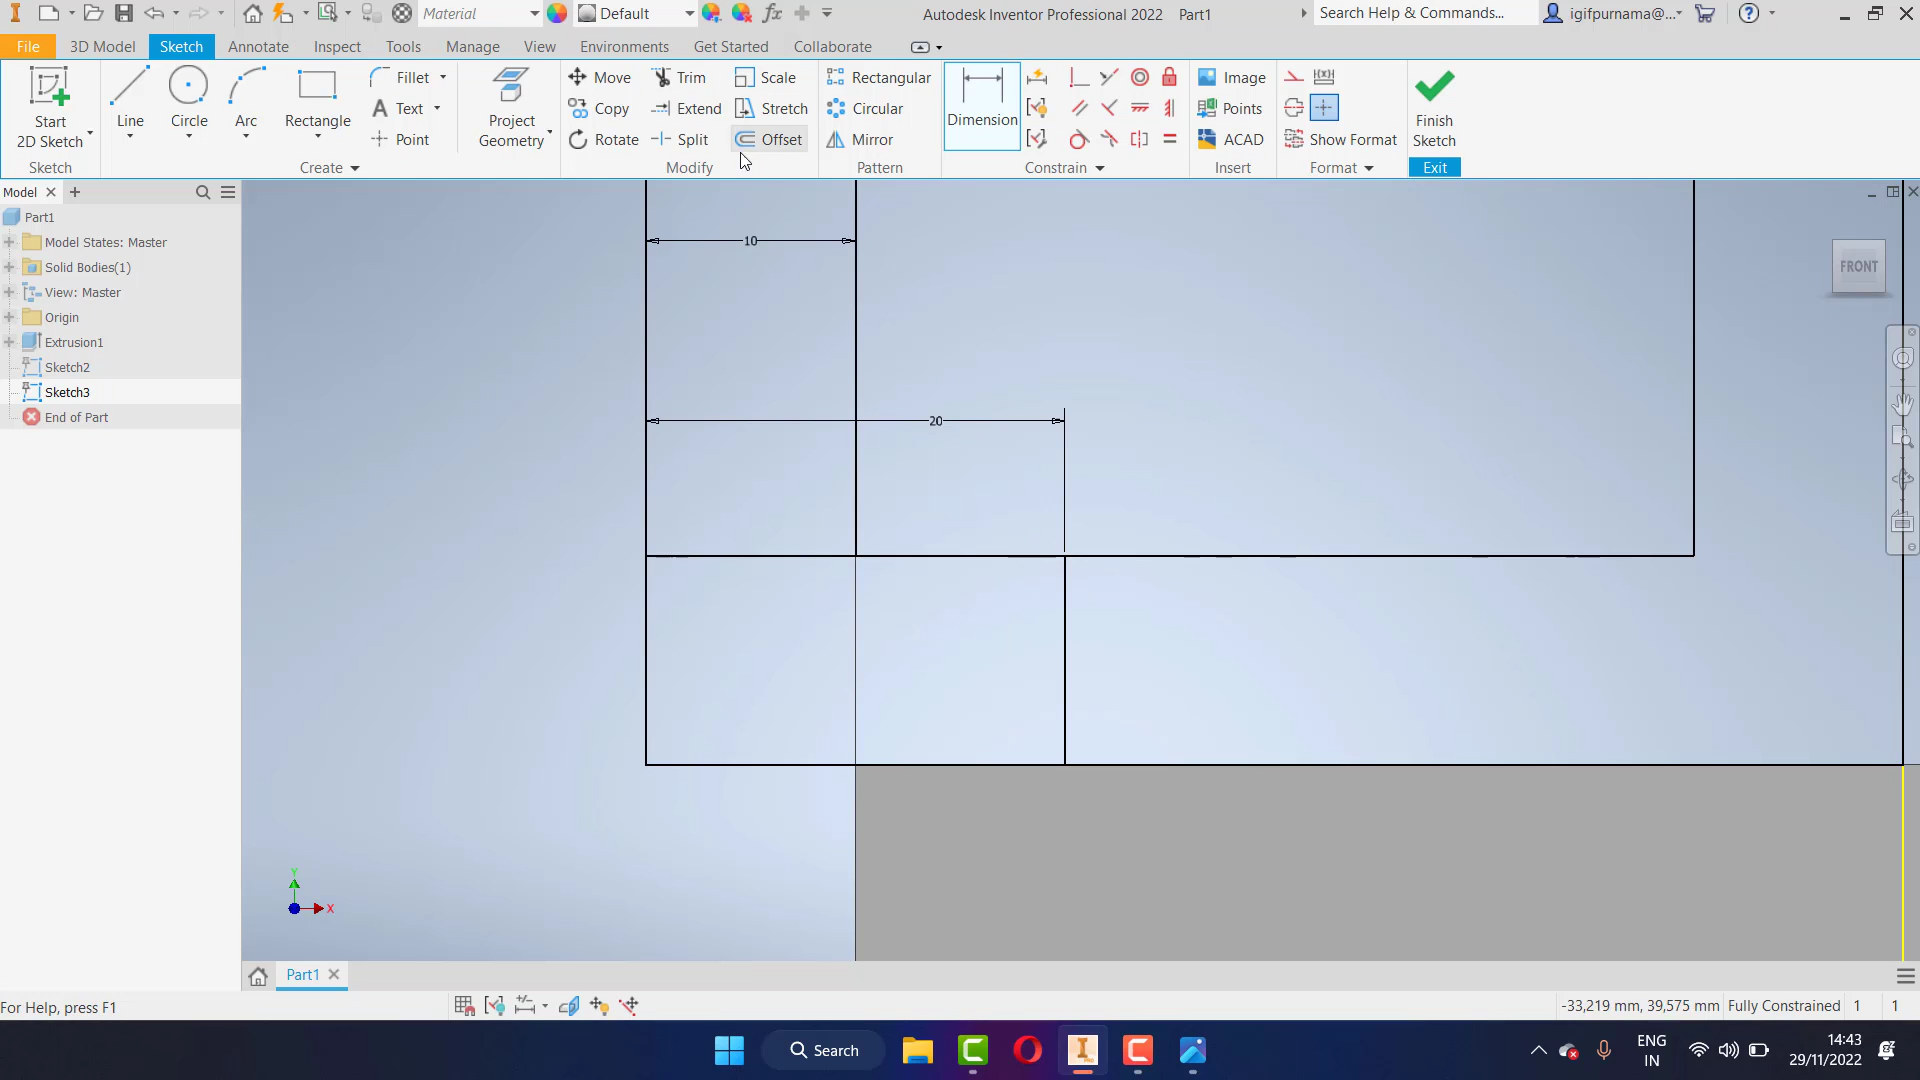 Material Default Autodesk Inventor Professional 2022 Part1 Search Help & Commands... igifpurnama@...
File 3D Model Sketch Annotate Inspect Tools Manage View Environments Get Started Collaborate
Start 2D Sketch
Line
Circle
Arc
Rectangle
Fillet
Text
Point
Project Geometry
Move Trim Scale
Copy Extend Stretch
Rotate Split Offset
Rectangular
Circular
Mirror
Dimension
Image
Points
ACAD
Show Format
Finish Sketch
Sketch Create Modify Pattern Constrain Insert Format Exit
Model
Part1
Model States: Master
Solid Bodies(1)
View: Master
Origin
Extrusion1
Sketch2
Sketch3
End of Part
10
20
FRONT
Y
X
Part1
For Help, press F1
-33,219 mm, 39,575 mm Fully Constrained 1 1
Search
ENG
IN
14:43
29/11/2022